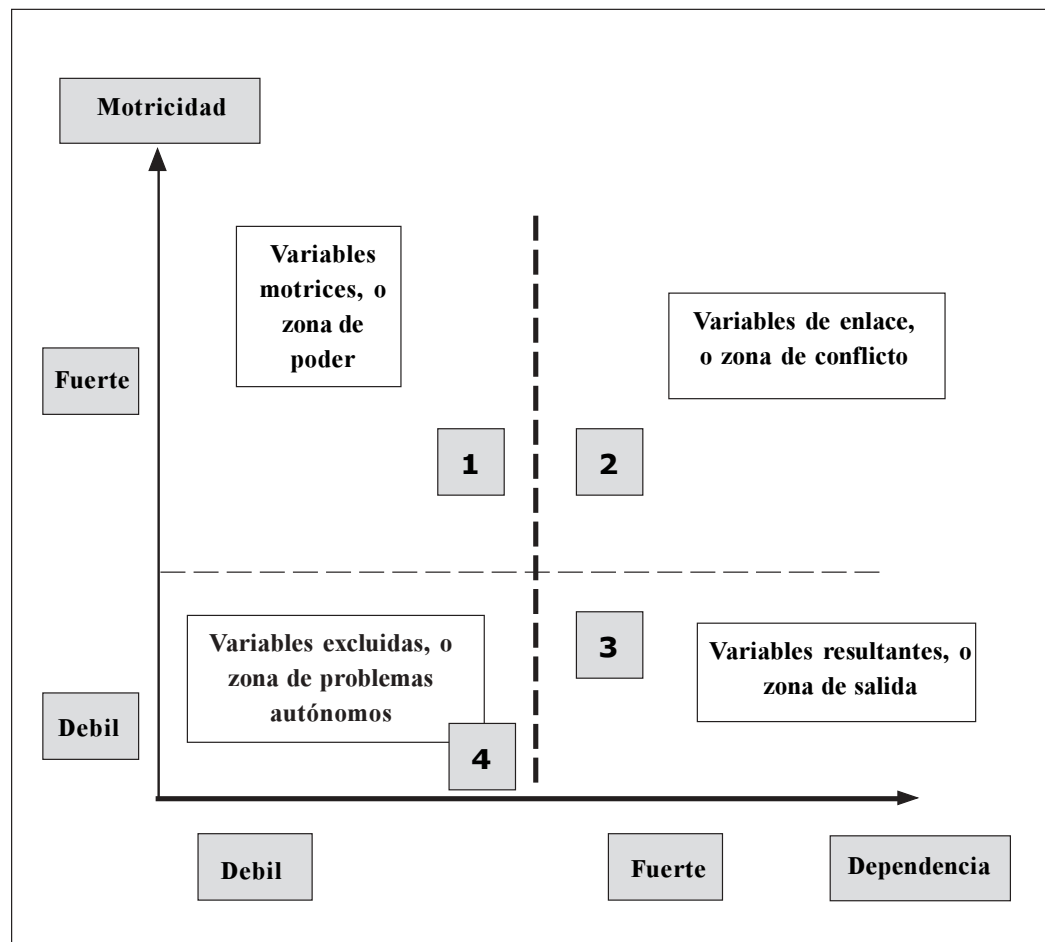 Motricidad
Variables
motrices, o
zona de
poder
Variables de enlace,
o zona de conflicto
Fuerte
1
2
Variables excluidas, o
zona de problemas
autónomos
3
Variables resultantes, o
zona de salida
Debil
4
Debil
Fuerte
Dependencia